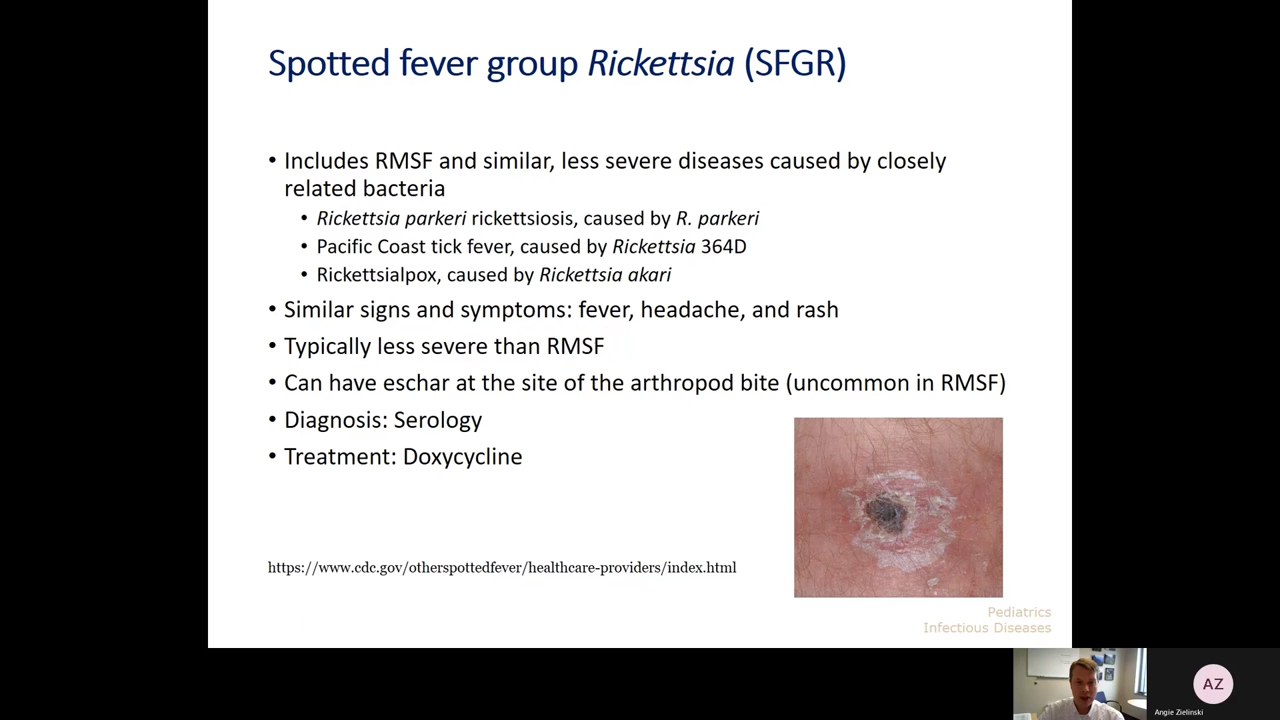 Spotted fever group Rickettsia (SFGR)
• Includes RMSF and similar, less severe diseases caused by closely
related bacteria
• Rickettsia parkeri rickettsiosis, caused by R. parkeri
• Pacific Coast tick fever, caused by Rickettsia 364D
• Rickettsialpox, caused by Rickettsia akari
• Similar signs and symptoms: fever, headache, and rash
• Typically less severe than RMSF
• Can have eschar at the site of the arthropod bite (uncommon in RMSF)
• Diagnosis: Serology
• Treatment: Doxycycline
https://www.cdc.gov/otherspottedfever/healthcare-providers/index.html
Pediatrics
Infectious Diseases
AZ
Angie Zielinski